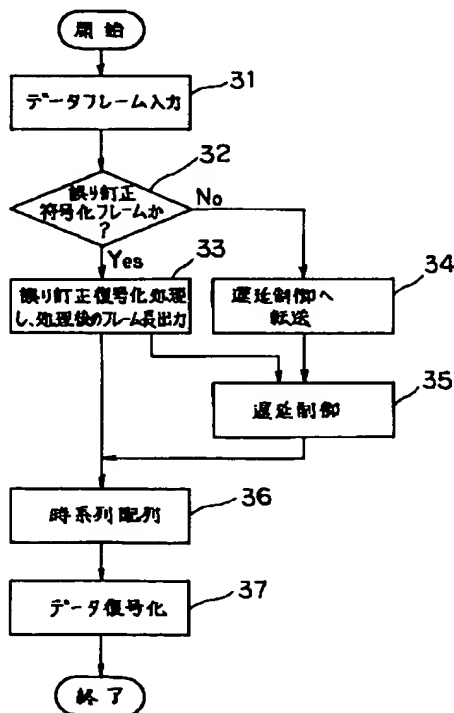 開始
31
データフレーム入力
32
誤り訂正
符号化フレームか
?
No
Yes
33
誤り訂正復号化処理
し、処理後のフレーム長出力
34
遅延制御へ
転送
35
遅延制御
36
時系列配列
37
データ復号化
終了